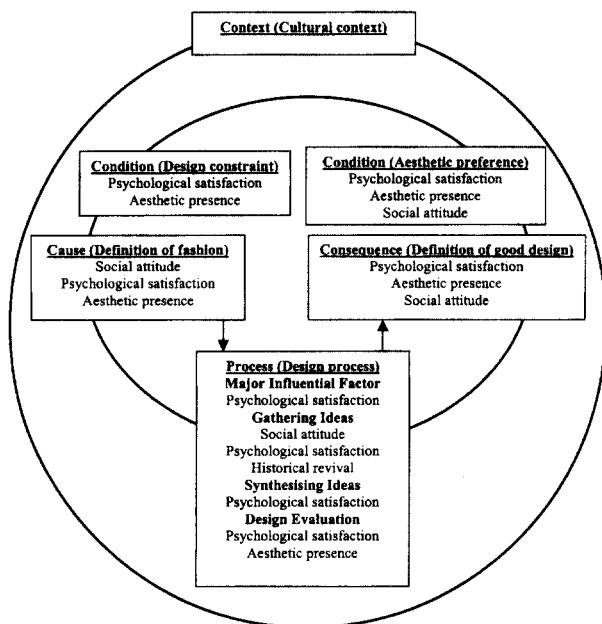 Context (Cultural context)
Condition (Design constraint)
Psychological satisfaction
Aesthetic presence
Condition (Aesthetic preference)
Psychological satisfaction
Aesthetic presence
Social attitude
Cause (Definition of fashion)
Social attitude
Psychological satisfaction
Aesthetic presence
Consequence (Definition of good design)
Psychological satisfaction
Aesthetic presence
Social attitude
Process (Design process)
Major Influential Factor
Psychological satisfaction
Gathering Ideas
Social attitude
Psychological satisfaction
Historical revival
Synthesising Ideas
Psychological satisfaction
Design Evaluation
Psychological satisfaction
Aesthetic presence